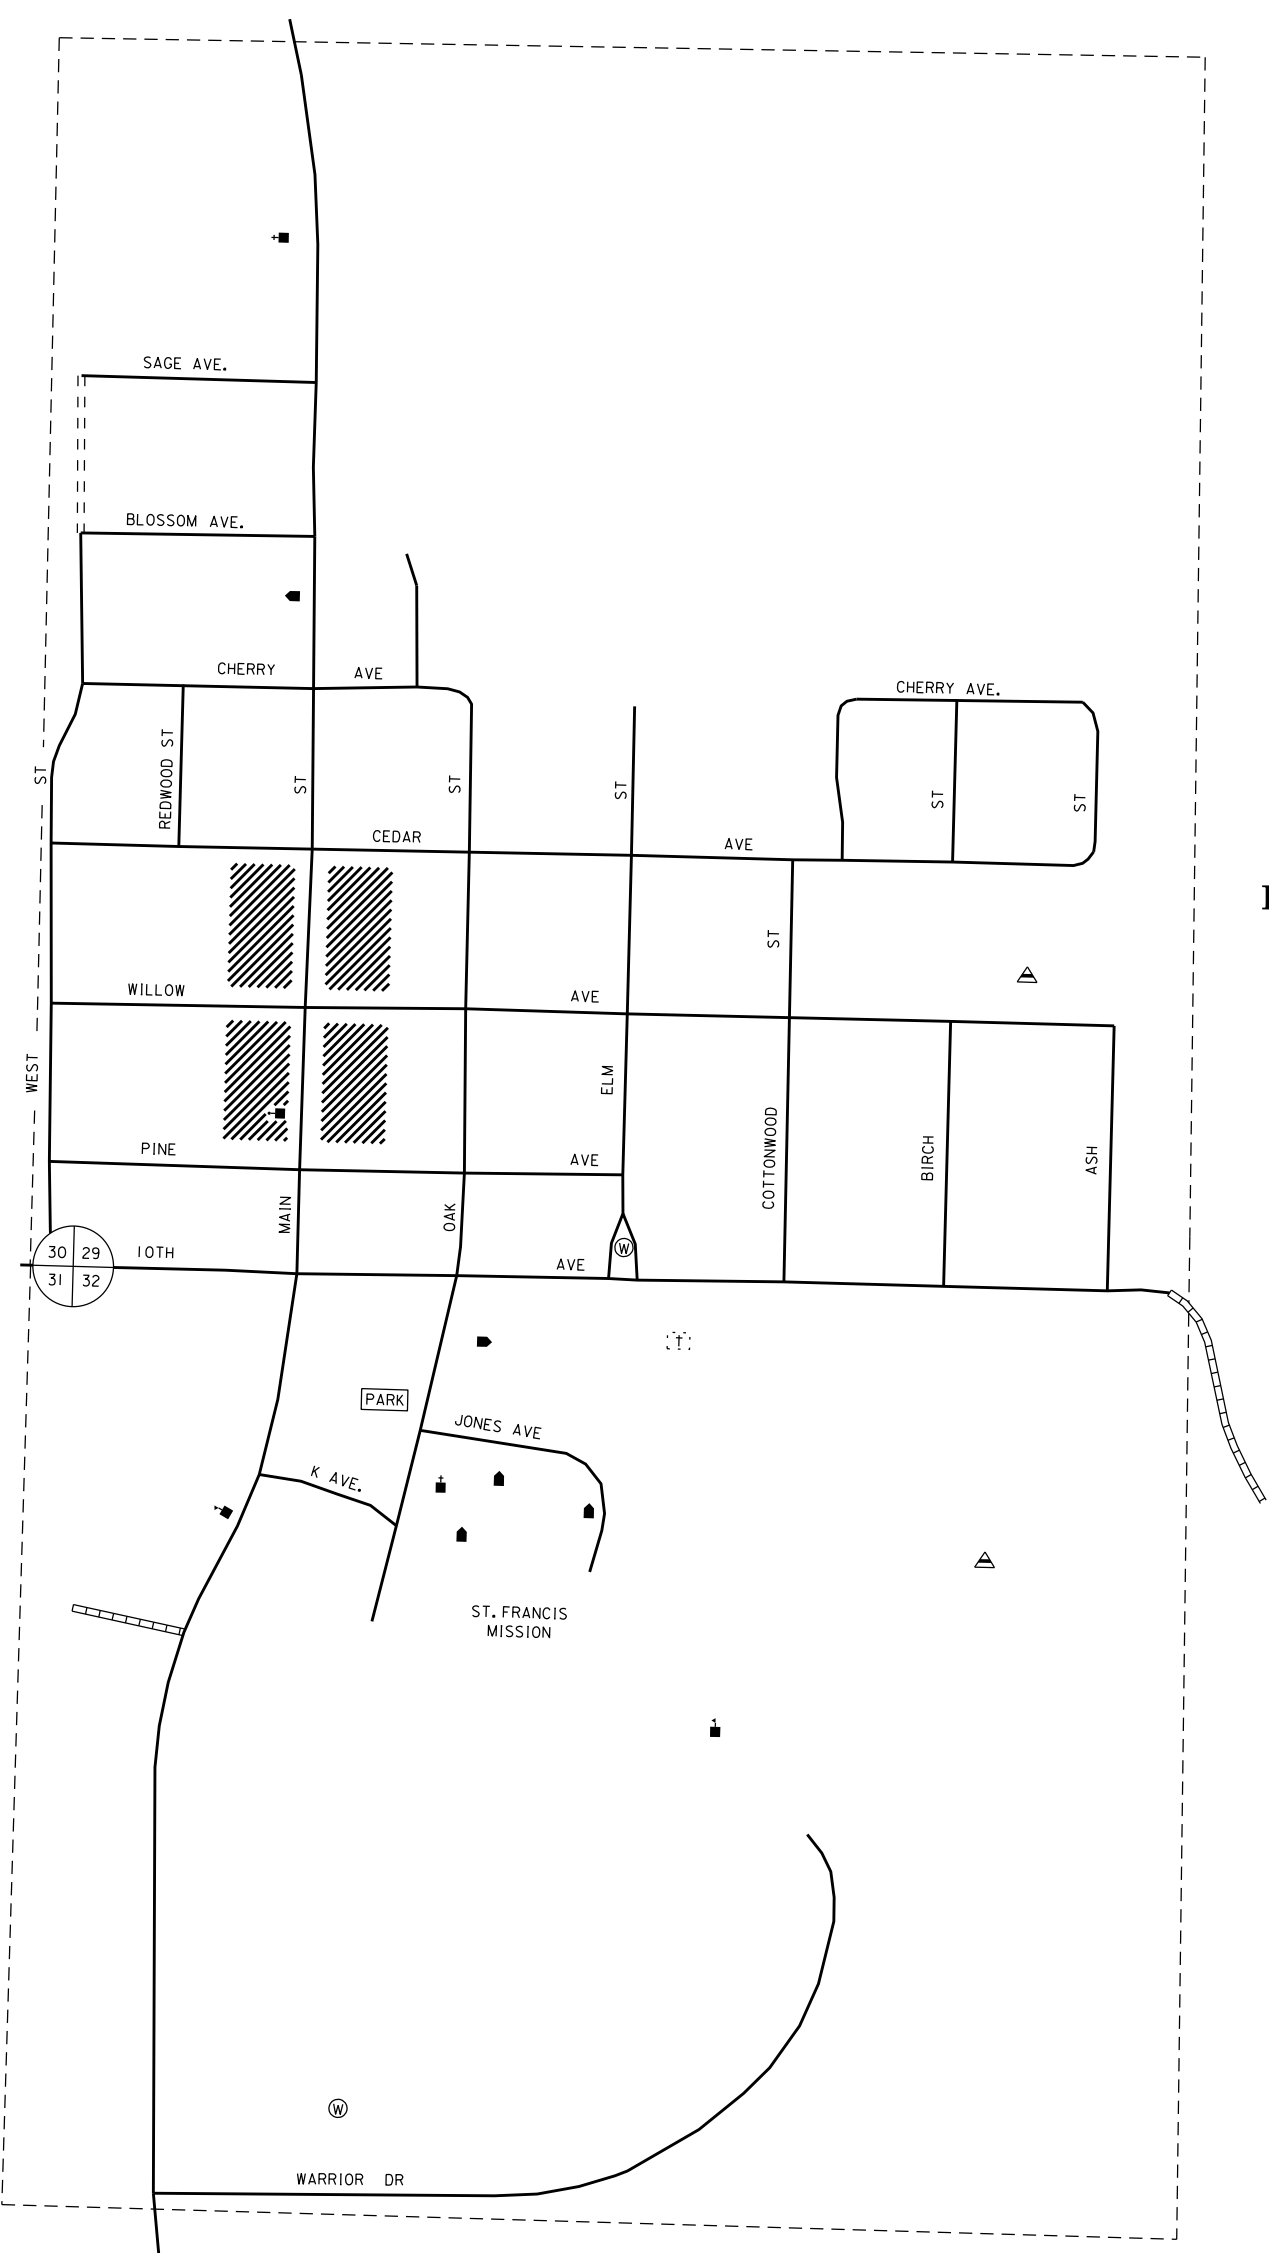 SAGE AVE.
BLOSSOM AVE.
CHERRY AVE
CHERRY AVE.
REDWOOD ST
ST
ST
ST
ST
ST
ST
CEDAR AVE
ST
WILLOW AVE
WEST
ELM
COTTONWOOD
BIRCH
ASH
PINE AVE
MAIN
OAK
W
30 29
31 32
10TH AVE
PARK
JONES AVE
K AVE.
ST. FRANCIS
MISSION
W
WARRIOR DR